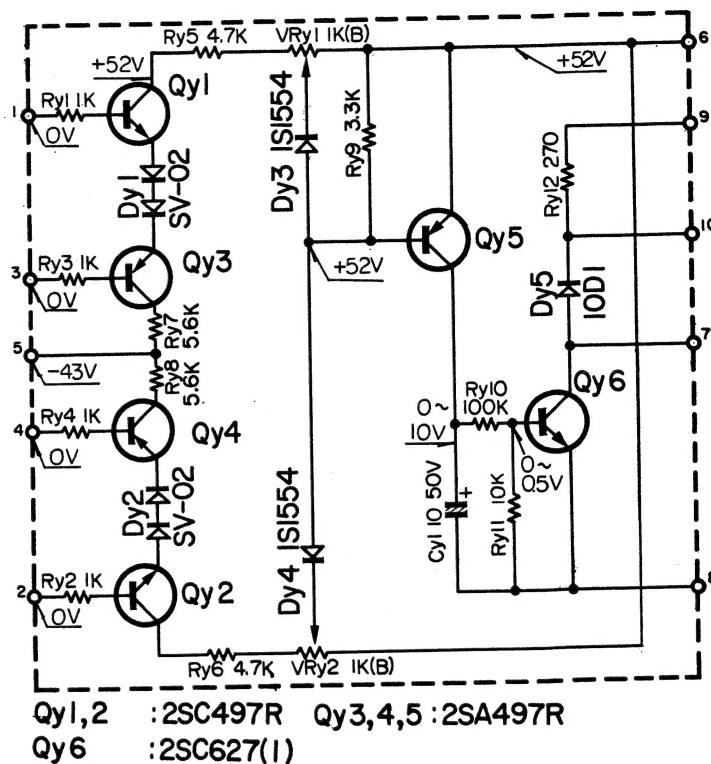 Ry5 4.7K
VRy1 1K(B)
6
+52V
+52V
Qy1
Ry1 1K
1
0V
9
Ry9 3.3K
Dy3 1S1554
Ry12 270
Dy1
SV-02
10
Qy5
Qy3
Ry3 1K
3
0V
+52V
Dy5
10D1
Ry7
5.6K
7
5
-43V
Ry8
5.6K
Ry10
100K
Qy6
Ry4 1K
4
0V
Qy4
0~
10V
0~
0.5V
Dy2
SV-02
Cy1 10 50V
+
Ry11 10K
Dy4 1S1554
Ry2 1K
2
0V
Qy2
8
Ry6 4.7K
VRy2 1K(B)
Qy1,2 :2SC497R Qy3,4,5 :2SA497R
Qy6 :2SC627(1)